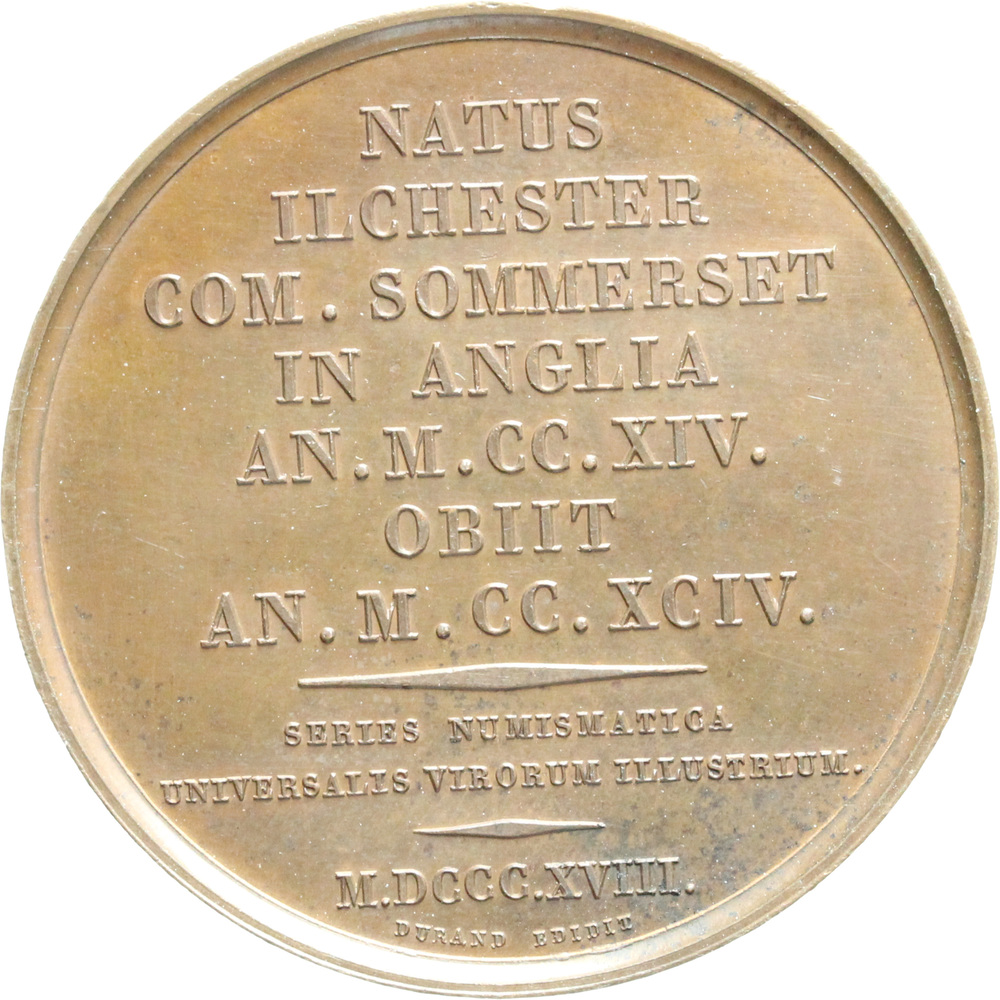 NATUS
ILCHESTER
COM. SOMMERSET
IN ANGLIA
AN. M. CC. XIV.
OBIIT
AN. M. CC. XCIV.
SERIES NUMISMATICA
UNIVERSALIS VIRORUM ILLUSTRIUM.
M.DCCC.XVIII.
DURAND EDIDIT